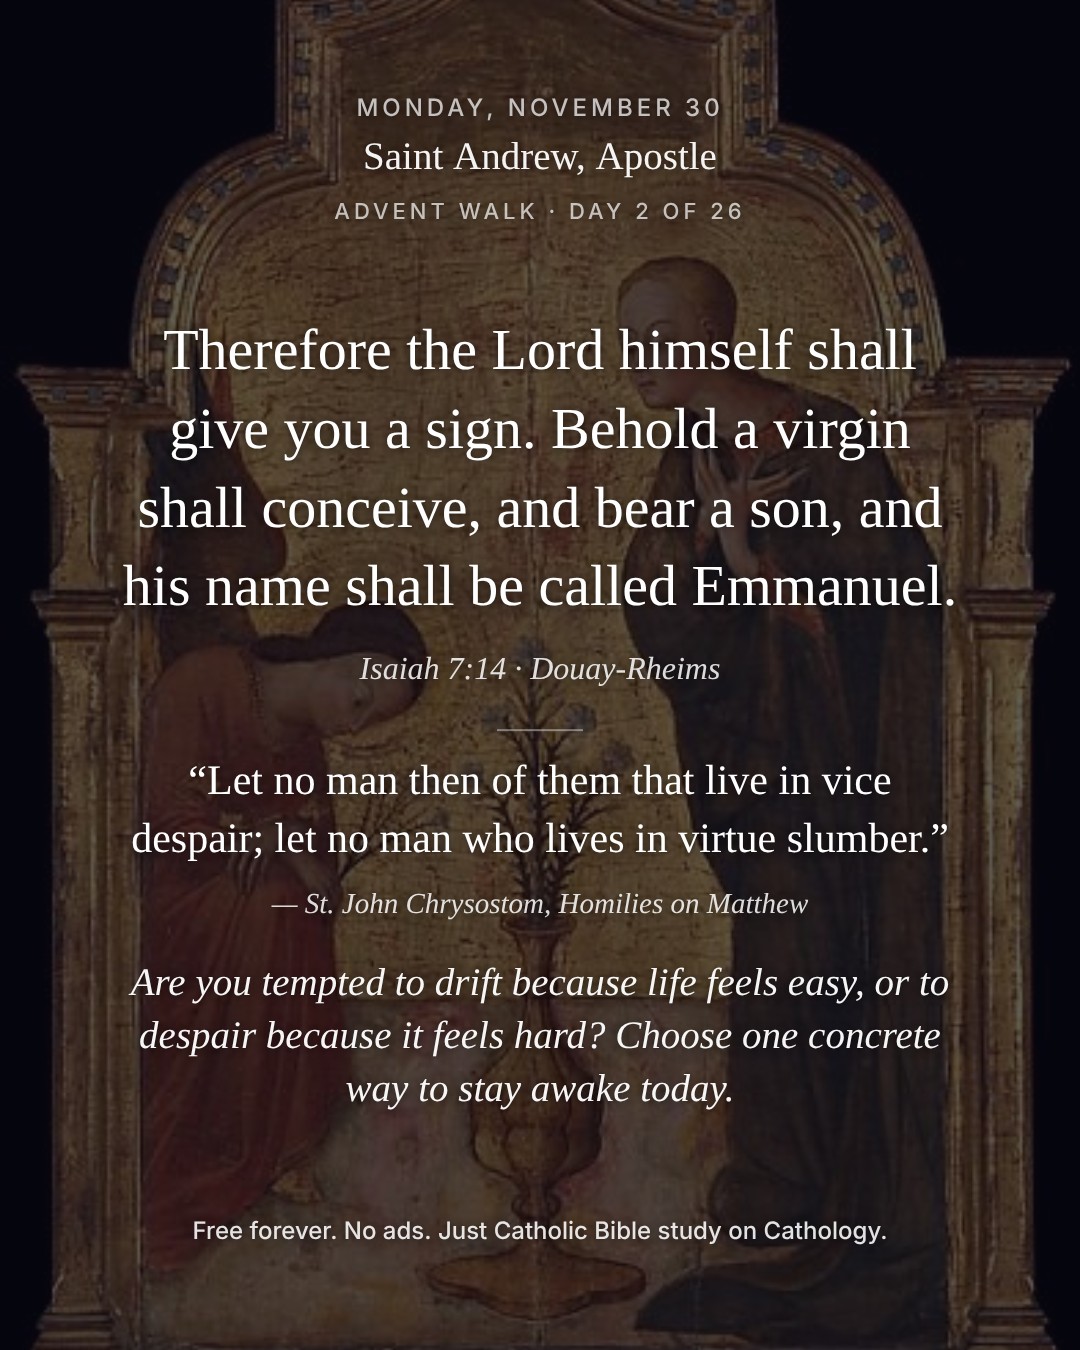 MONDAY, NOVEMBER 30
Saint Andrew, Apostle
ADVENT WALK · DAY 2 OF 26
Therefore the Lord himself shall
give you a sign. Behold a virgin
shall conceive, and bear a son, and
his name shall be called Emmanuel.
Isaiah 7:14 · Douay-Rheims
“Let no man then of them that live in vice
despair; let no man who lives in virtue slumber.”
— St. John Chrysostom, Homilies on Matthew
Are you tempted to drift because life feels easy, or to
despair because it feels hard? Choose one concrete
way to stay awake today.
Free forever. No ads. Just Catholic Bible study on Cathology.